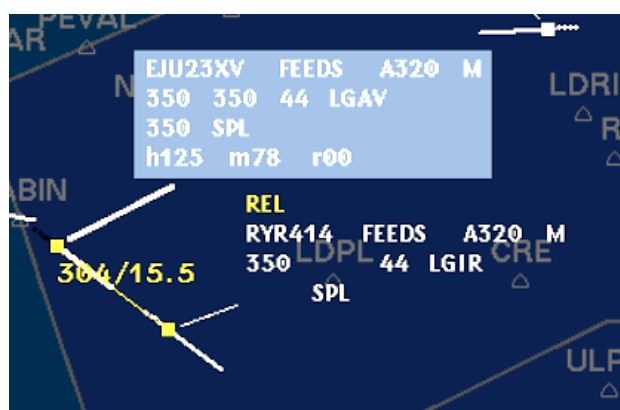 PEVAL
AR
EJU23XV FEEDS A320 M
350 350 44 LGAV
350 SPL
h125 m78 r00
N
LDRI
R
BIN
REL
RYR414 FEEDS A320 M
350 44 LGIR
SPL
LDPL
CRE
304/15.5
ULP